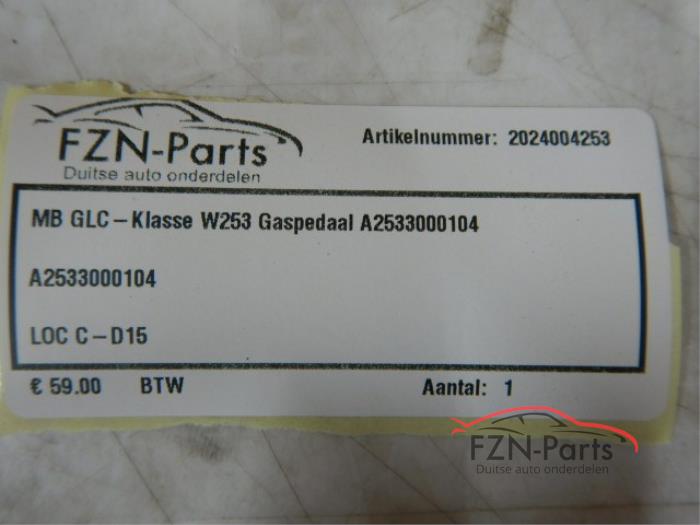 FZN-Parts
Duitse auto onderdelen
Artikelnummer: 2024004253
MB GLC-Klasse W253 Gaspedaal A2533000104
A2533000104
LOC C-D15
€ 59.00 BTW Aantal: 1
FZN-Parts
Duitse auto onderdelen